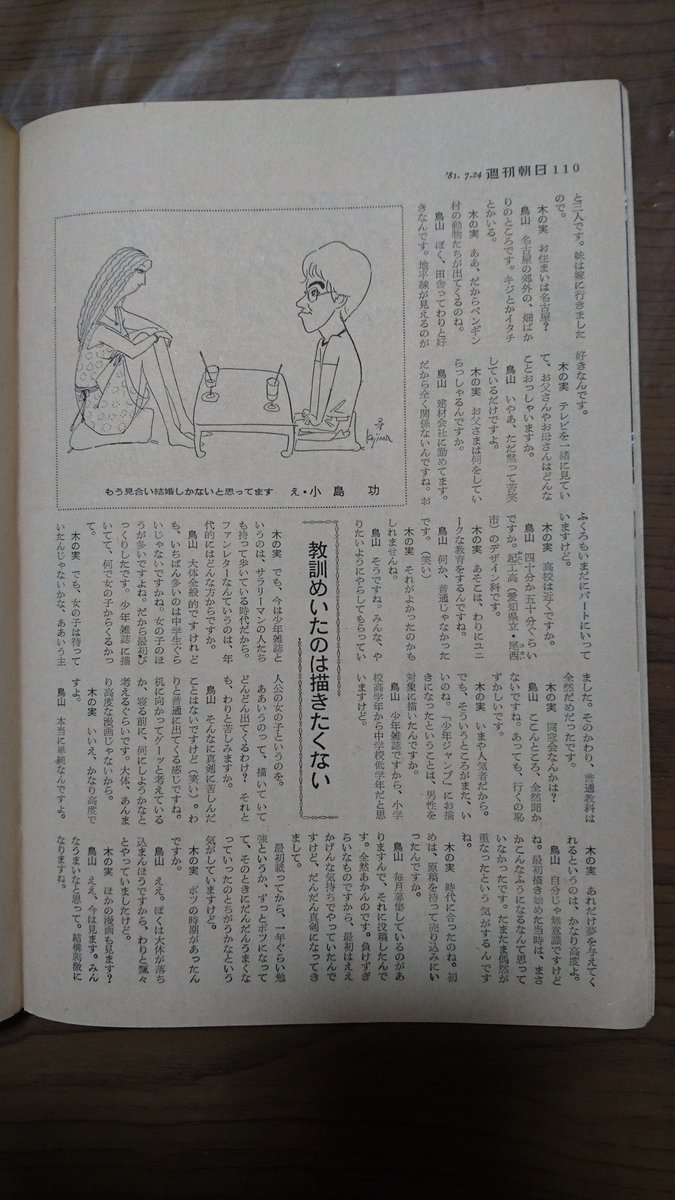 '81. 7.24 週刊朝日 110
と三人です。妹は嫁に行きました
ので。
木の実 お住まいは名古屋?
鳥山 名古屋の郊外の、畑ばか
りのところです。キジとかイタチ
とかいる。
木の実 ああ、だからペンギン
村の動物たちが出てくるのね。
鳥山 ぼく、田舎ってわりと好
きなんです。地平線が見えるのが
好きなんです。
木の実 テレビを一緒に見てい
て、お父さんやお母さんはどんな
ことおっしゃいますか。
鳥山 いやあ、ただ黙って苦笑
しているだけですよ。
木の実 お父さまは何をしてい
らっしゃるんですか。
鳥山 建材会社に勤めてます。
だから全く関係ないんですね。お
Kojima
もう見合い結婚しかないと思ってます え・小島 功
ふくろもいまだにパートにいって
いますけど。
木の実 高校は近くですか。
鳥山 四十分か五十分ぐらい
ですか。起工高(愛知県立・尾西
市)のデザイン科です。
木の実 あそこは、わりにユニ
ークな教育をするんですね。
鳥山 何か、普通じゃなかった
です。(笑い)
木の実 それがよかったのかも
しれませんね。
鳥山 そうですね。みんな、や
りたいようにやらしてもらってい
ました。そのかわり、普通教科は
全然だめだったです。
木の実 同窓会なんかは?
鳥山 ここんところ、全然聞か
ないですね。あっても、行くの恥
ずかしいです。
木の実 いまや人気者だから。
でも、そういうところがまた、い
いのね。「少年ジャンプ」にお描
きになったということは、男性を
対象に描いたんですか。
鳥山 少年雑誌ですから、小学
校高学年から中学校低学年だと思
いますけど。
教訓めいたのは描きたくない
木の実 でも、今は少年雑誌と
いうのは、サラリーマンの人たち
も持って歩いている時代だから。
ファンレターなんていうのは、年
代的にはどんな方からですか。
鳥山 大体全般的です けれど
も、いちばん多いのは中学生ぐら
いじゃないですかね。女の子のほ
うが多いですよね。だから最初び
っくりしたです。少年雑誌に描
いてて、何で女の子からくるかっ
て。
木の実 でも、女の子は待って
いたんじゃないかな、ああいう主
人公の女の子というのを。
ああいうのって、描いていて
どんどん出てくるわけ? それと
も、わりと苦しみますか。
鳥山 そんなに真剣に苦しんだ
ことはないですけど(笑い)。わ
りと普通に出てくる感じですね。
机に向かってゲーッと考えている
か、寝る前に、何にしようかなと
考えるぐらいです。大体、あんま
り高度な漫画じゃないから。
木の実 いいえ、かなり高度で
すよ。
鳥山 本当に単純なんですよ。
木の実 あれだけ夢を与えてく
れるというのは、かなり高度よ。
鳥山 自分じゃ無意識ですけど
ね。最初描き始めた当時は、まさ
かこんなふうになるなんて思って
いなかったです。たまたま偶然が
重なったという 気がするんです
ね。
木の実 時代に合ったのね。初
めは、原稿を持って売り込みにい
ったんですか。
鳥山 毎月募集しているのがあ
りますんで、それに投稿したんで
す。全然あかんのです。負けずぎ
らいなものですから、最初はええ
かげんな気持ちでやっていたんで
すけど、だんだん真剣になってき
まして。
最初載ってから、一年ぐらい勉
強というか、ずっとボツになって
て、そのときにだんだんうまくな
っていったのとちがうかなという
気がしていますけど。
木の実 ボツの時期があったん
ですか。
鳥山 ええ。ぼくは大体が落ち
込まんほうですから、わりと飄々
とやっていましたけど。
木の実 ほかの漫画も見ます?
鳥山 ええ、今は見ます。みん
なうまいなと思って。結構刺激に
なりますね。